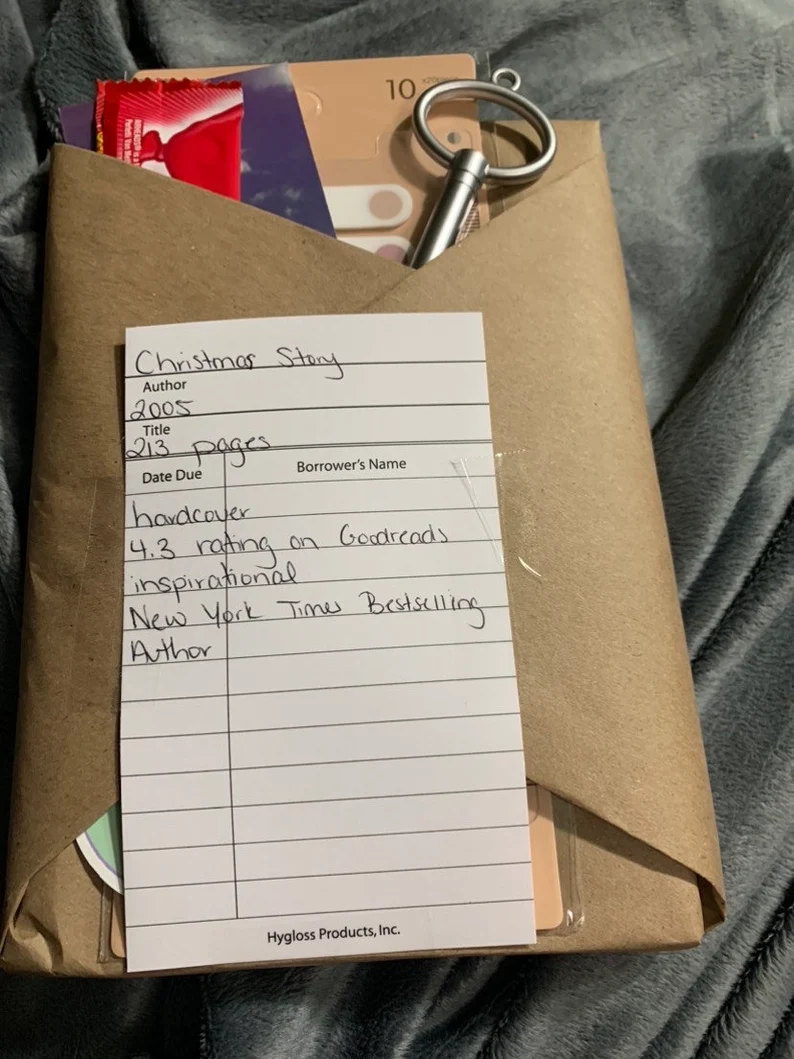 10
Christmas Story
Author
2005
Title
213 pages
Date Due
Borrower's Name
hardcover
4.3 rating on Goodreads
inspirational
New York Times Bestselling
Author
Hygloss Products, Inc.